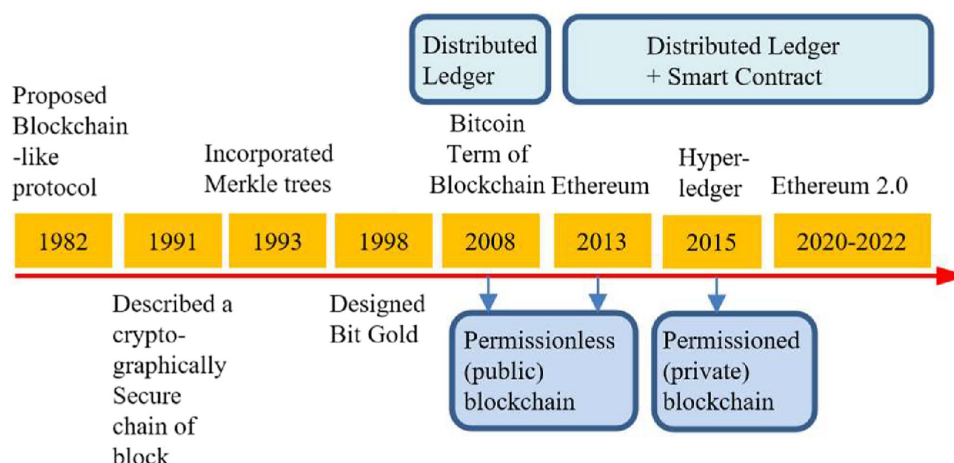 Distributed
Ledger
Distributed Ledger
+ Smart Contract
Proposed
Blockchain
-like
protocol
Incorporated
Merkle trees
Bitcoin
Term of
Blockchain
Ethereum
Hyper-
ledger
Ethereum 2.0
1982
1991
1993
1998
2008
2013
2015
2020-2022
Described a
crypto-
graphically
Secure
chain of
block
Designed
Bit Gold
Permissionless
(public)
blockchain
Permissioned
(private)
blockchain